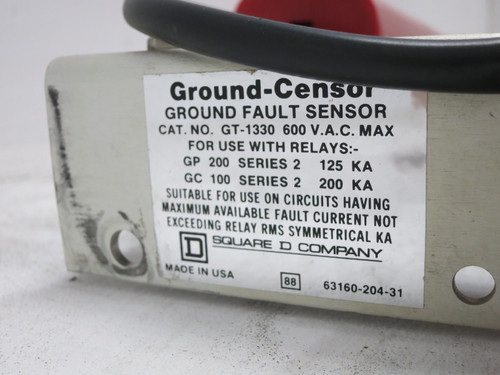 Ground-Censor
GROUND FAULT SENSOR
CAT. NO. GT-1330 600 V.A.C. MAX
FOR USE WITH RELAYS:-
GP 200 SERIES 2 125 KA
GC 100 SERIES 2 200 KA
SUITABLE FOR USE ON CIRCUITS HAVING
MAXIMUM AVAILABLE FAULT CURRENT NOT
EXCEEDING RELAY RMS SYMMETRICAL KA
D SQUARE D COMPANY
MADE IN USA 88 63160-204-31